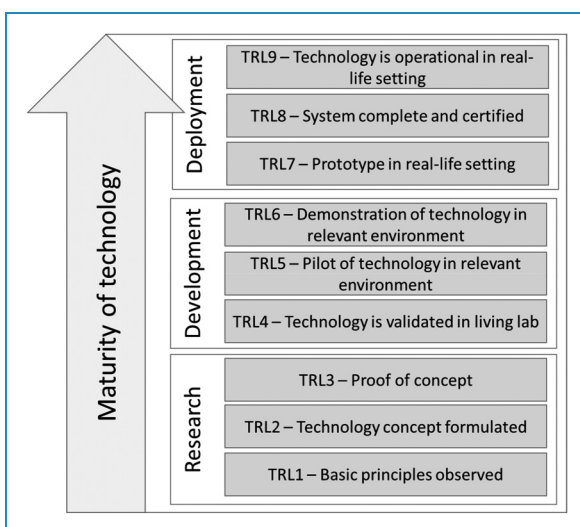 Maturity of technology
Deployment
TRL9 – Technology is operational in real-
life setting
TRL8 – System complete and certified
TRL7 – Prototype in real-life setting
Development
TRL6 – Demonstration of technology in
relevant environment
TRL5 – Pilot of technology in relevant
environment
TRL4 – Technology is validated in living lab
Research
TRL3 – Proof of concept
TRL2 – Technology concept formulated
TRL1 – Basic principles observed